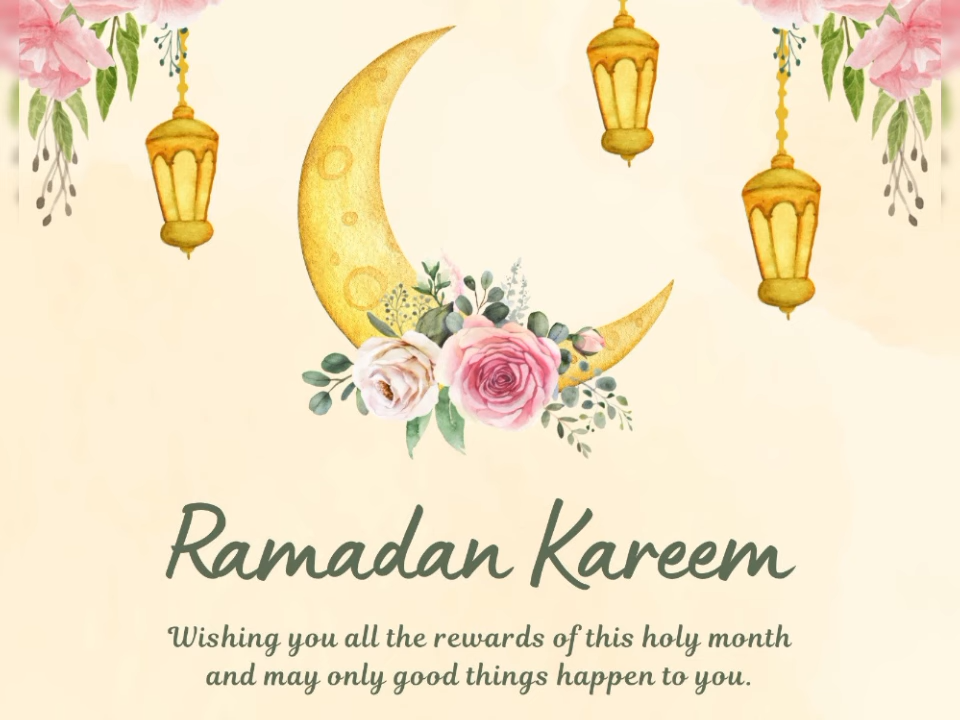 Ramadan Kareem
Wishing you all the rewards of this holy month
and may only good things happen to you.